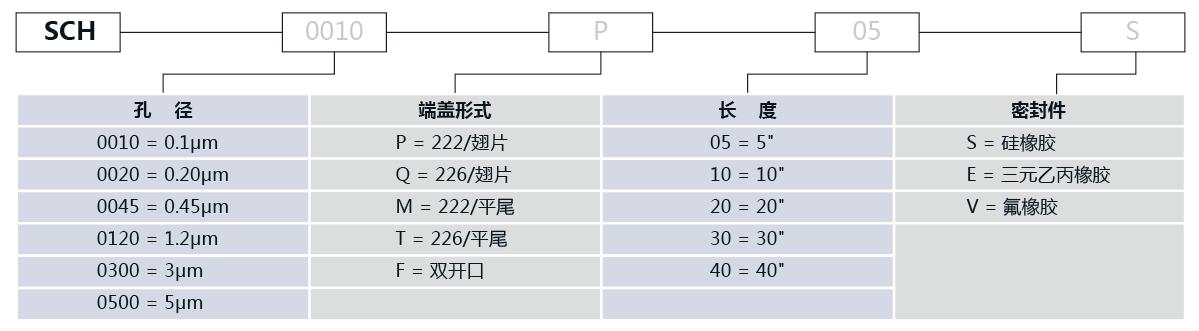 SCH 0010 P 05 S
孔 径 端盖形式 长 度 密封件
0010 = 0.1μm P = 222/翅片 05 = 5" S = 硅橡胶
0020 = 0.20μm Q = 226/翅片 10 = 10" E = 三元乙丙橡胶
0045 = 0.45μm M = 222/平尾 20 = 20" V = 氟橡胶
0120 = 1.2μm T = 226/平尾 30 = 30"
0300 = 3μm F = 双开口 40 = 40"
0500 = 5μm